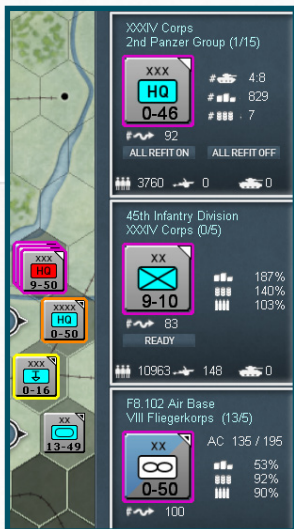 XXXIV Corps
2nd Panzer Group (1/15)
XXX
HQ
0-46
# 4:8
# 829
# 7
92
ALL REFIT ON ALL REFIT OFF
3760 0 0
45th Infantry Division
XXXIV Corps (0/5)
XX
9-10
187%
140%
103%
83
READY
10963 148 0
F8.102 Air Base
VIII Fliegerkorps (13/5)
XX
0-50
AC 135 / 195
53%
92%
90%
100
XXX
HQ
9-50
XXXX
HQ
0-50
XXX
0-16
XX
13-49